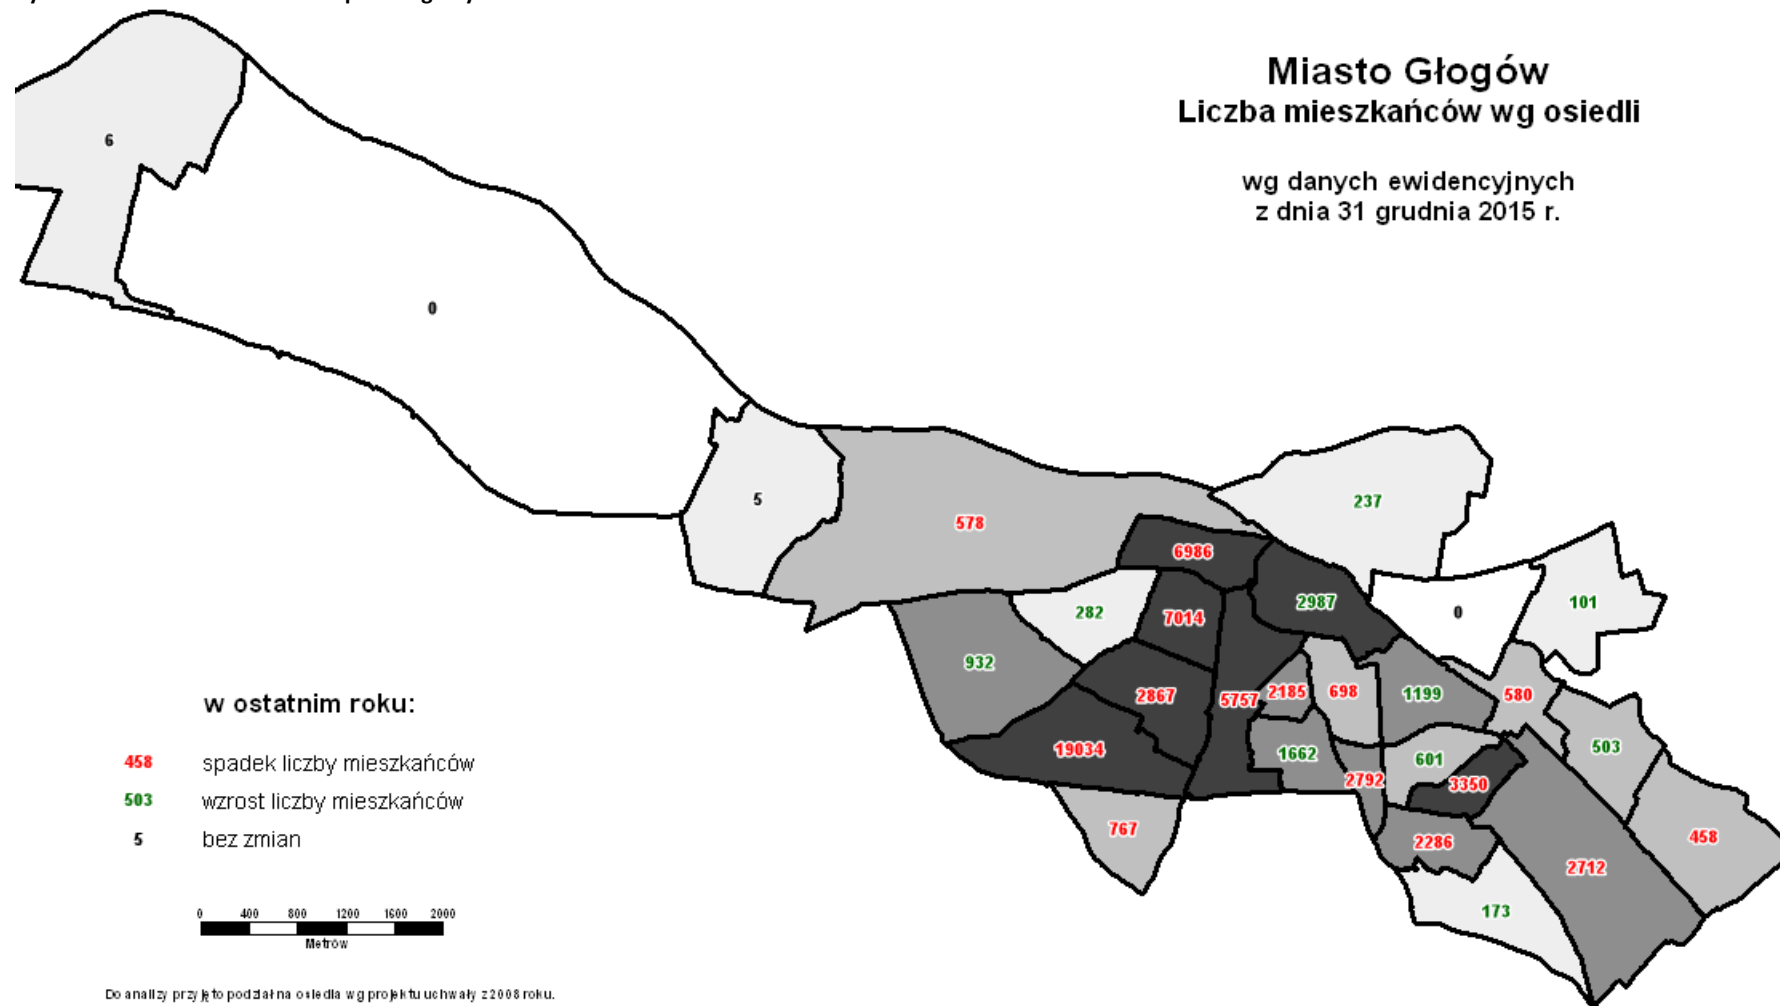 Miasto Głogów
Liczba mieszkańców wg osiedli
wg danych ewidencyjnych
z dnia 31 grudnia 2015 r.
6
0
5
578
237
6986
2987
282
7014
0
101
932
2867
5757
2185
698
1199
580
19034
1662
2792
601
3350
503
767
2286
2712
458
173
w ostatnim roku:
458 spadek liczby mieszkańców
503 wzrost liczby mieszkańców
5 bez zmian
0 400 800 1200 1600 2000
Metrów
Do analizy przyjęto podział na osiedla wg projektu uchwały z 2008 roku.